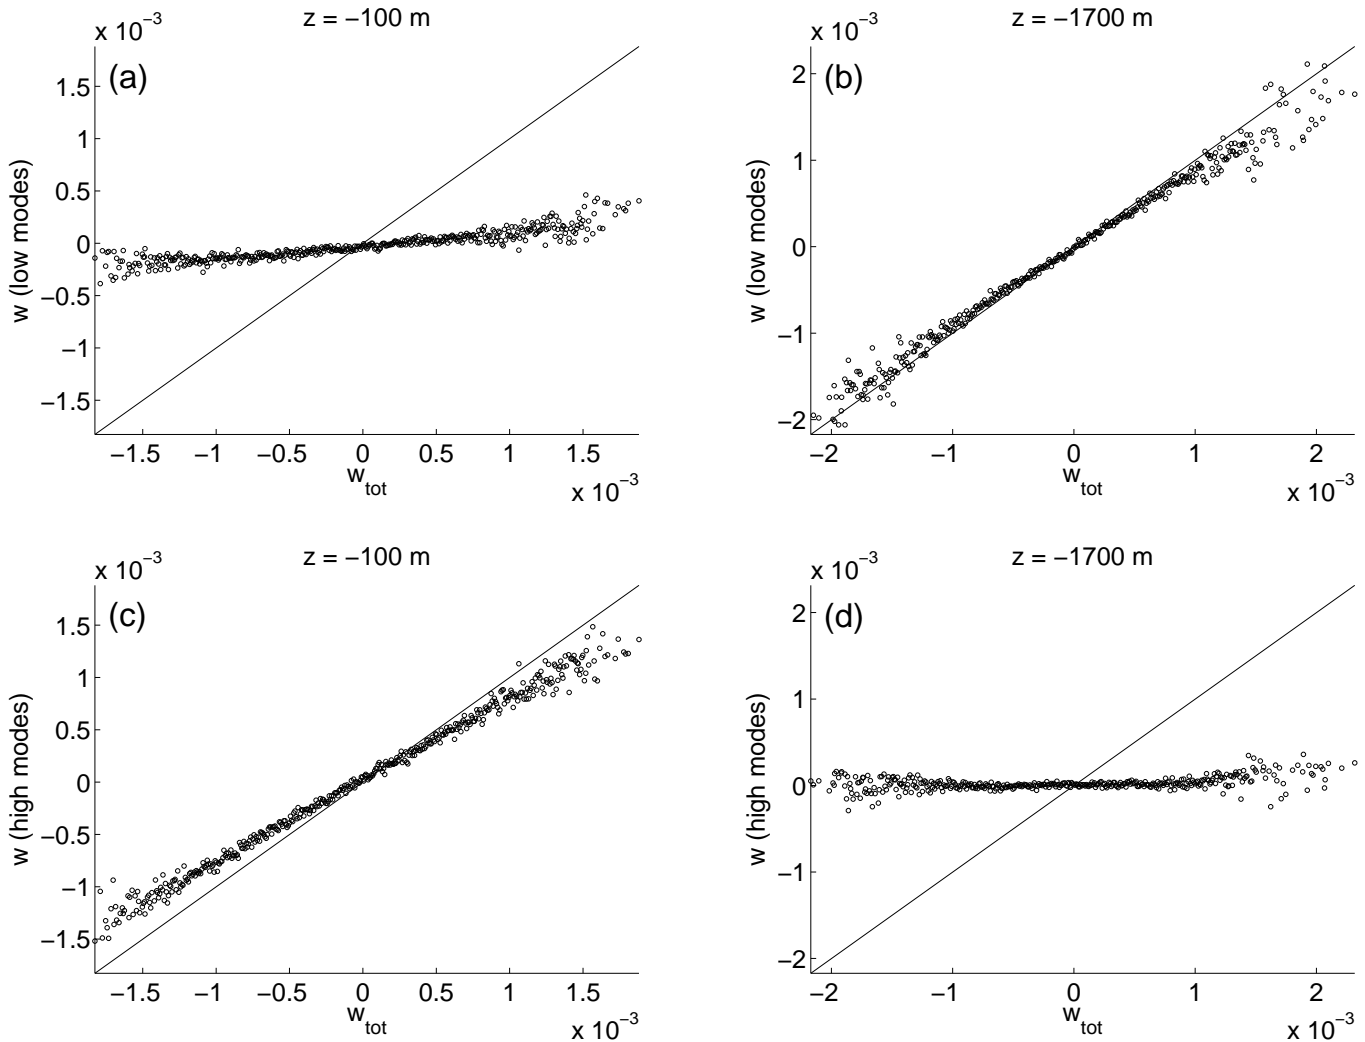 z = −100 m
x 10−3
(a)
w (low modes)
1.5
1
0.5
0
−0.5
−1
−1.5
−1.5 −1 −0.5 0 0.5 1 1.5
wtot
x 10−3
z = −1700 m
x 10−3
(b)
w (low modes)
2
1
0
−1
−2
−2 −1 0 1 2
wtot
x 10−3
z = −100 m
x 10−3
(c)
w (high modes)
1.5
1
0.5
0
−0.5
−1
−1.5
−1.5 −1 −0.5 0 0.5 1 1.5
wtot
x 10−3
z = −1700 m
x 10−3
(d)
w (high modes)
2
1
0
−1
−2
−2 −1 0 1 2
wtot
x 10−3